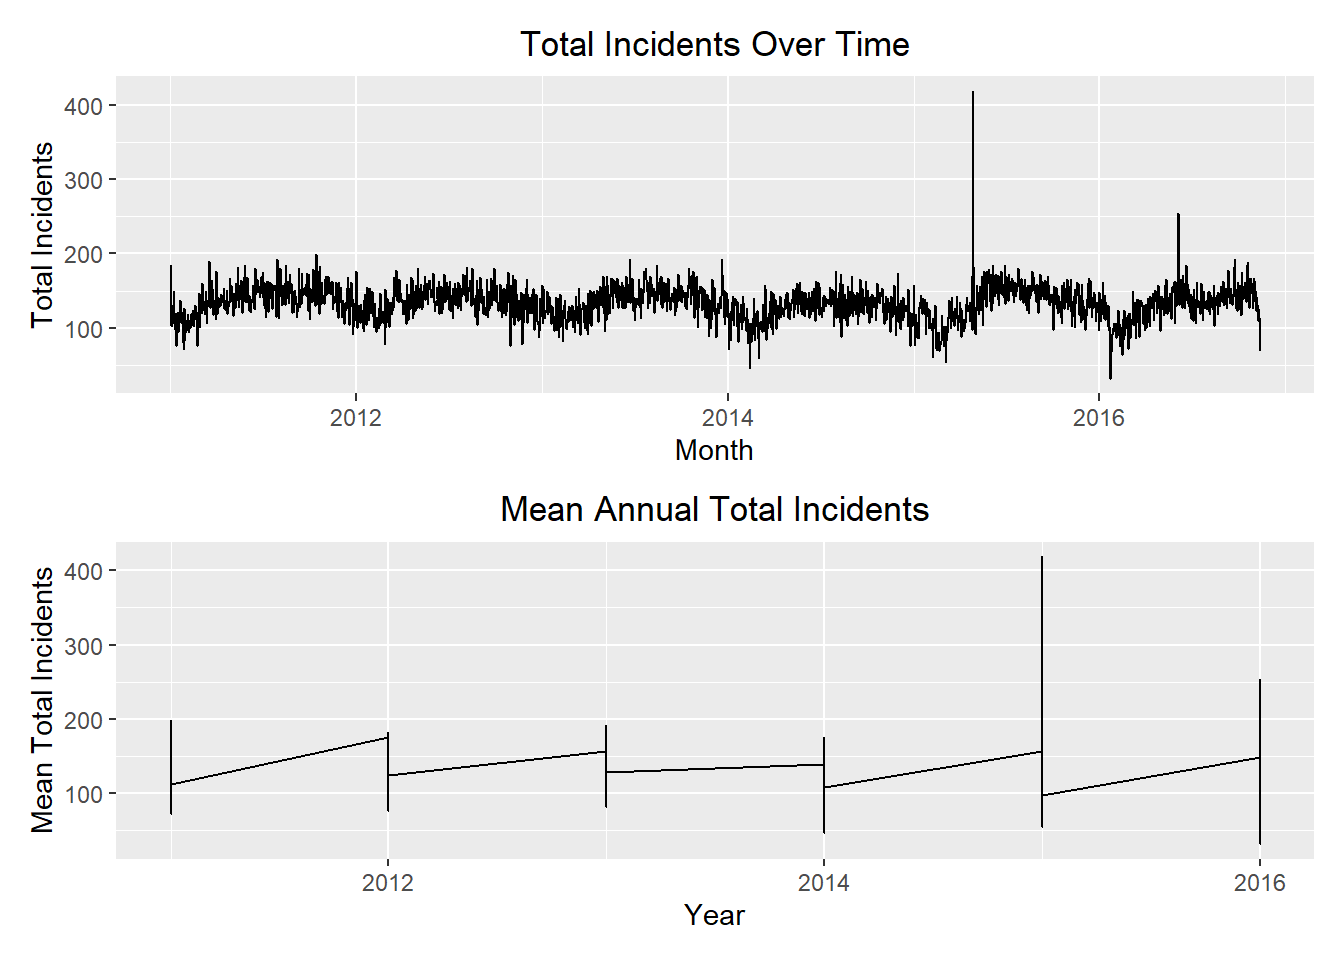 Total Incidents Over Time
Total Incidents
400
300
200
100
2012 2014 2016
Month
Mean Annual Total Incidents
Mean Total Incidents
400
300
200
100
2012 2014 2016
Year